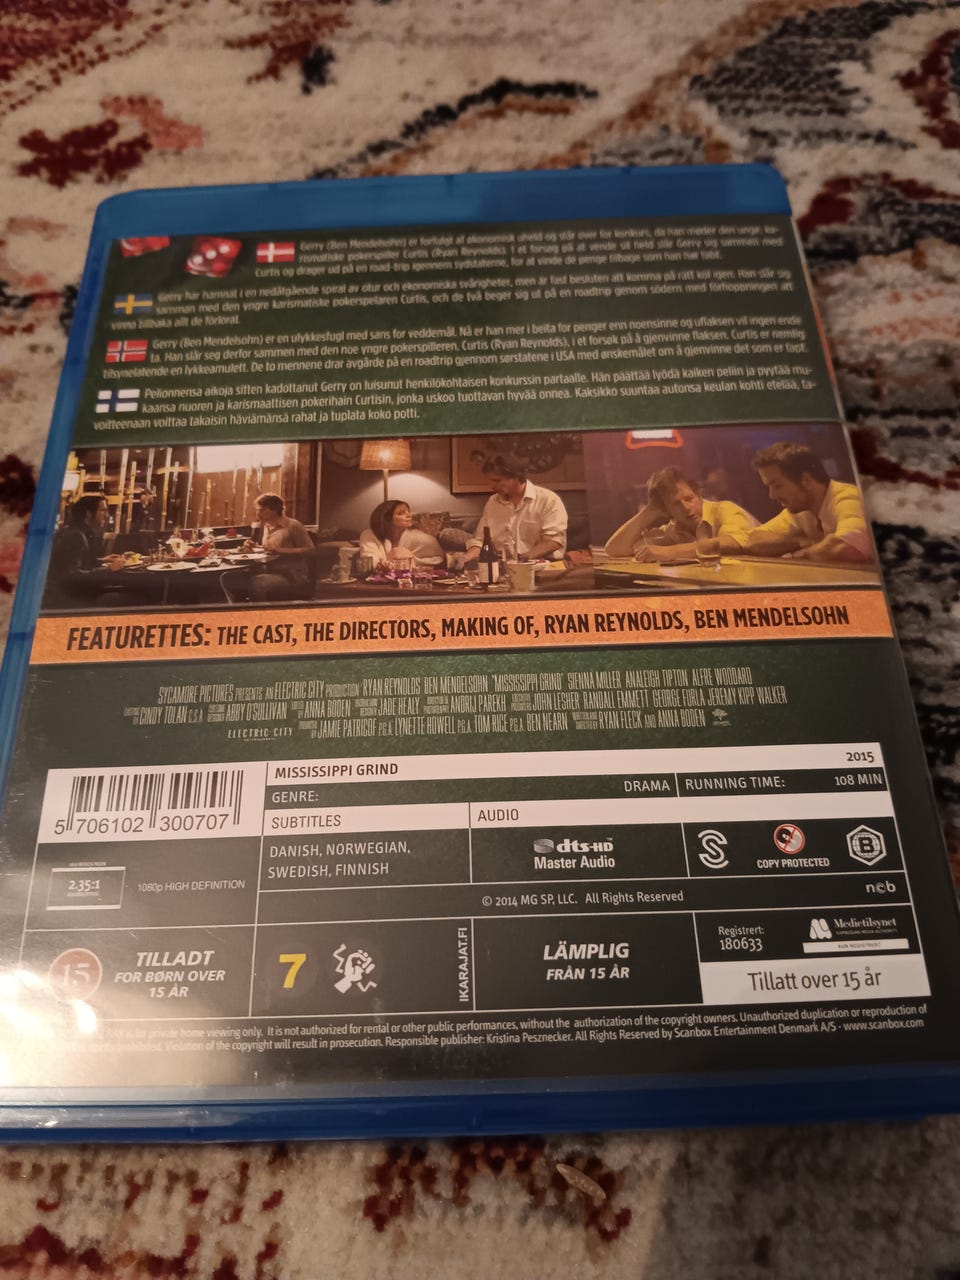 Gerry (Ben Mendelsohn) er forfulgt af økonomisk uheld og står over for konkurs, da han møder den unge, ka-
rismatiske pokerspiller Curtis (Ryan Reynolds). I et forsøg på at vende sit held slår Gerry sig sammen med
Curtis og drager ud på en road-trip igennem sydstaterne, for at vinde de penge tilbage som han har tabt.
Gerry har hamnat i en nedåtgående spiral av otur och ekonomiska svårigheter, men är fast besluten att komma på rätt köl igen. Han slår sig
samman med den yngre karismatiske pokerspelaren Curtis, och de två beger sig ut på en roadtrip genom södern med förhoppningen att
vinna tillbaka allt de förlorat.
Gerry (Ben Mendelsohn) er en ulykkesfugl med sans for veddemål. Nå er han mer i beita for penger enn noensinne og uflaksen vil ingen ende
ta. Han slår seg derfor sammen med den noe yngre pokerspilleren, Curtis (Ryan Reynolds), i et forsøk på å gjenvinne flaksen. Curtis er nemlig
tilsynelatende en lykkeamulett. De to mennene drar avgårde på en roadtrip gjennom sørstatene i USA med ønskemålet om å gjenvinne det som er tapt.
Pelionnensa aikoja sitten kadottanut Gerry on luisunut henkilökohtaisen konkurssin partaalle. Hän päättää lyödä kaiken peliin ja pyytää mu-
kaansa nuoren ja karismaattisen pokerihain Curtisin, jonka uskoo tuottavan hyvää onnea. Kaksikko suuntaa autonsa keulan kohti etelää, ta-
voitteenaan voittaa takaisin häviämänsä rahat ja tuplata koko potti.
FEATURETTES: THE CAST, THE DIRECTORS, MAKING OF, RYAN REYNOLDS, BEN MENDELSOHN
SYCAMORE PICTURES PRESENTS AN ELECTRIC CITY PRODUCTION RYAN REYNOLDS BEN MENDELSOHN "MISSISSIPPI GRIND" SIENNA MILLER ANALEIGH TIPTON ALFRE WOODARD
CINDY TOLAN C.S.A. ABBY O'SULLIVAN ANNA BODEN JADE HEALY ANDRIJ PAREKH JOHN LESHER RANDALL EMMETT GEORGE FURLA JEREMY KIPP WALKER
ELECTRIC CITY JAMIE PATRICOF P.G.A. LYNETTE HOWELL P.G.A. TOM RICE P.G.A. BEN NEARN RYAN FLECK AND ANNA BODEN
MISSISSIPPI GRIND 2015
GENRE: DRAMA RUNNING TIME: 108 MIN
5 706102 300707
SUBTITLES AUDIO
DANISH, NORWEGIAN,
SWEDISH, FINNISH
dts-HD
Master Audio
COPY PROTECTED
B
2.35:1
1080p HIGH DEFINITION
© 2014 MG SP, LLC. All Rights Reserved
ncb
15
TILLADT
FOR BØRN OVER
15 ÅR
7
IKARAJAT.FI
LÄMPLIG
FRÅN 15 ÅR
Registrert:
180633
Medietilsynet
NORWEGIAN MEDIA AUTHORITY
KUN REGISTRERT
Tillatt over 15 år
is for private home viewing only. It is not authorized for rental or other public performances, without the authorization of the copyright owners. Unauthorized duplication or reproduction of
prohibited. Violation of the copyright will result in prosecution. Responsible publisher: Kristina Pesznecker. All Rights Reserved by Scanbox Entertainment Denmark A/S - www.scanbox.com